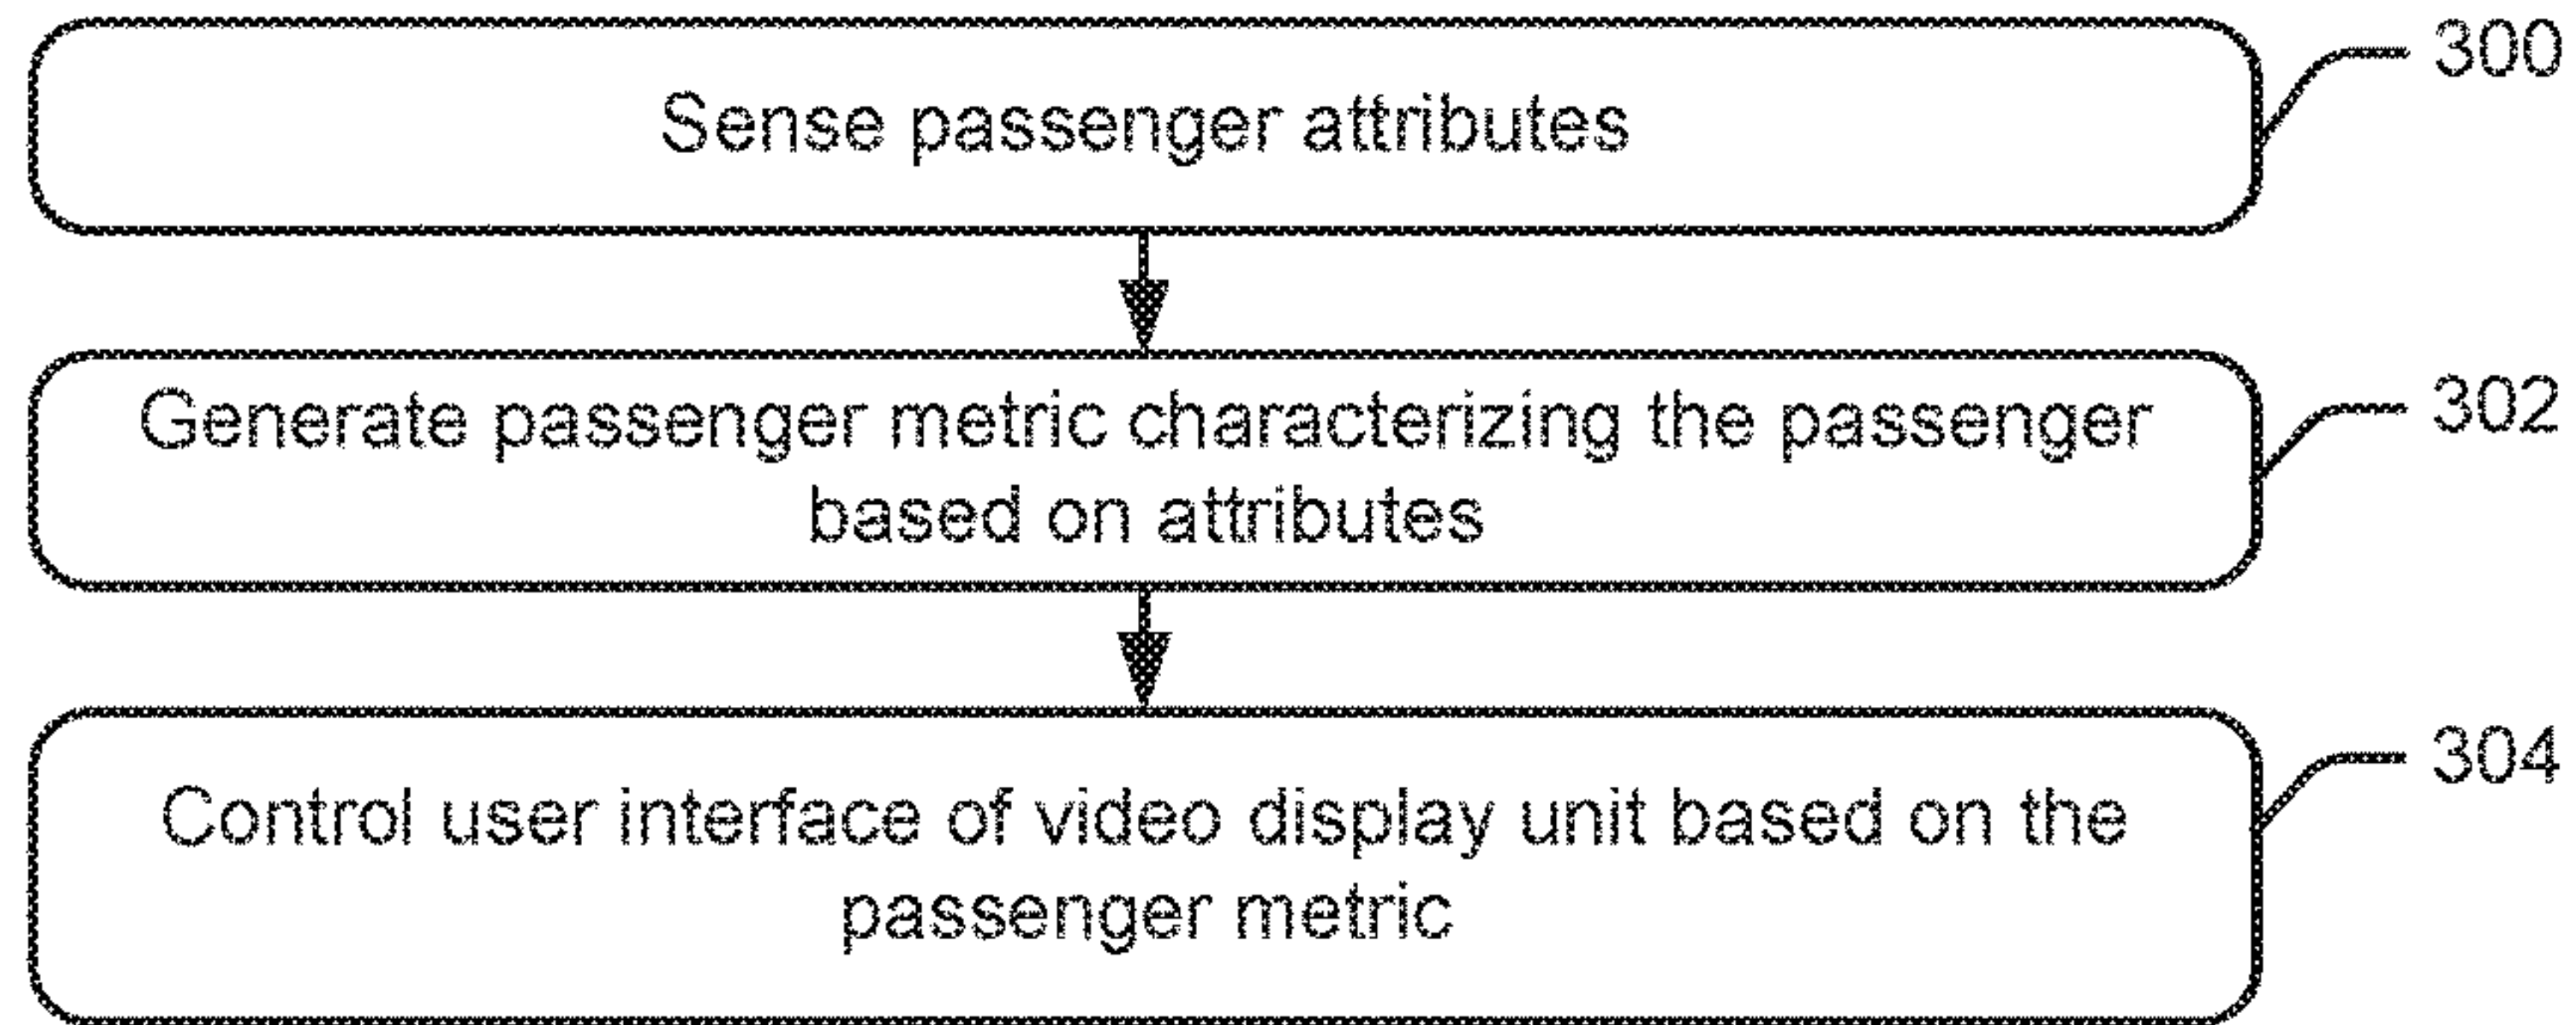 Sense passenger attributes
300
Generate passenger metric characterizing the passenger
based on attributes
302
Control user interface of video display unit based on the
passenger metric
304